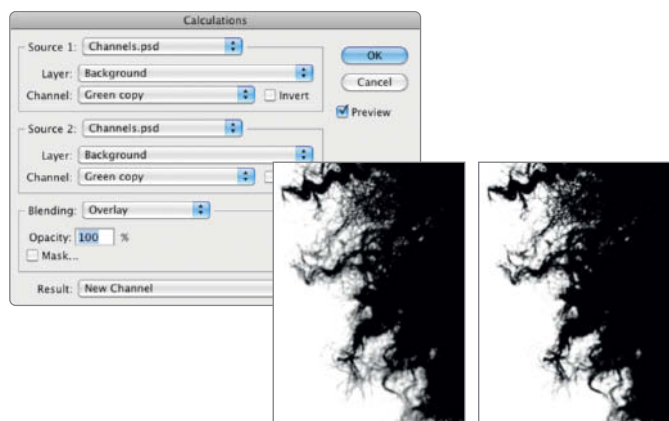 Calculations
Source 1: Channels.psd
OK
Layer: Background
Cancel
Channel: Green copy Invert
Preview
Source 2: Channels.psd
Layer: Background
Channel: Green copy
Blending: Overlay
Opacity: 100 %
Mask...
Result: New Channel